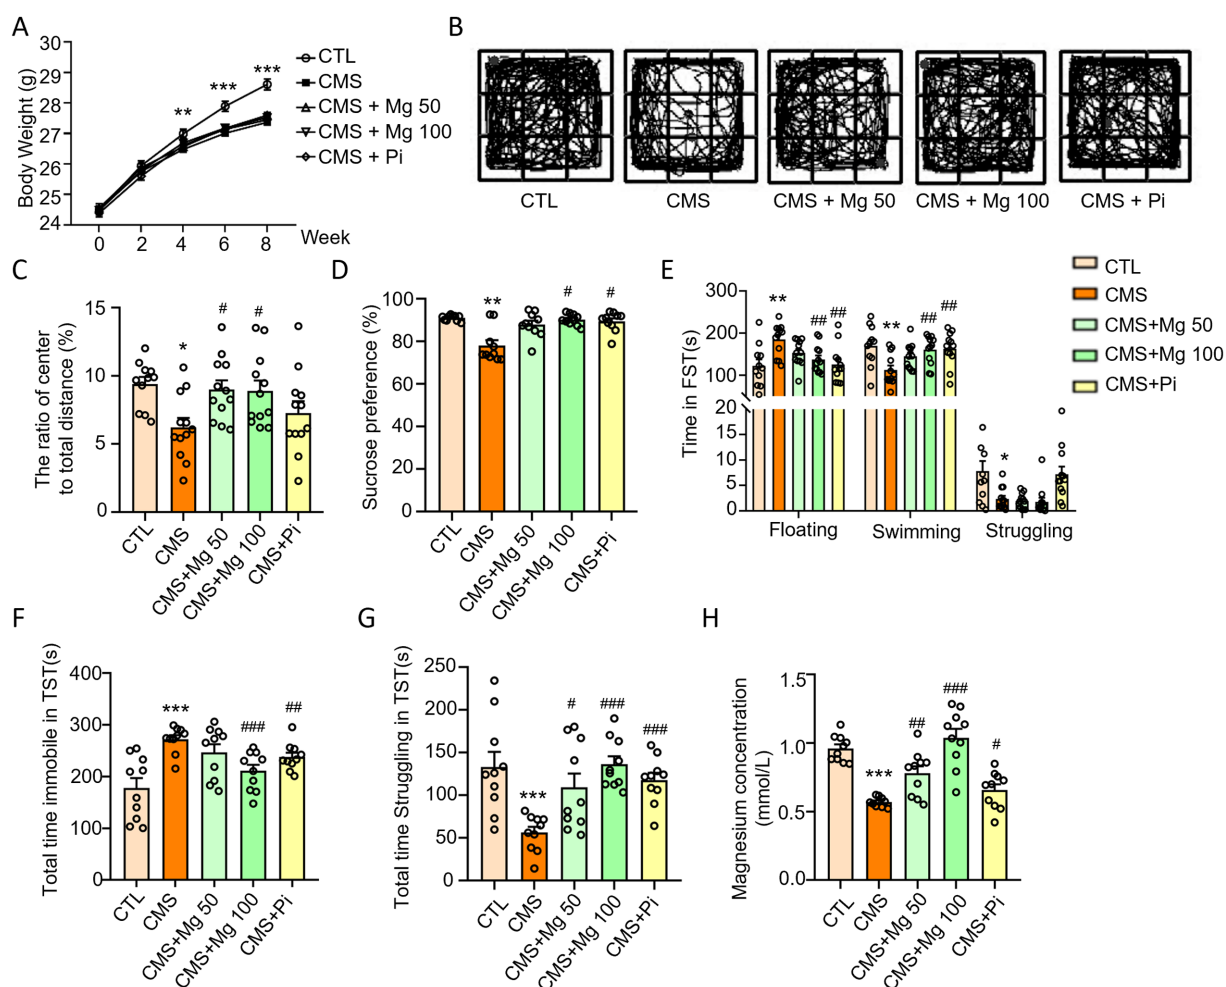 A
Body Weight (g)
30
29
28
27
26
25
24
0 2 4 6 8
Week
**
***
***
CTL
CMS
CMS + Mg 50
CMS + Mg 100
CMS + Pi
B
CTL
CMS
CMS + Mg 50
CMS + Mg 100
CMS + Pi
C
The ratio of center
to total distance (%)
15
10
5
0
*
#
#
CTL
CMS
CMS+Mg 50
CMS+Mg 100
CMS+Pi
D
Sucrose preference (%)
100
80
60
40
20
0
**
#
#
CTL
CMS
CMS+Mg 50
CMS+Mg 100
CMS+Pi
E
Time in FST(s)
300
200
100
20
15
10
5
0
**
##
##
**
##
##
*
Floating
Swimming
Struggling
CTL
CMS
CMS+Mg 50
CMS+Mg 100
CMS+Pi
F
Total time immobile in TST(s)
400
300
200
100
0
***
###
##
CTL
CMS
CMS+Mg 50
CMS+Mg 100
CMS+Pi
G
Total time Struggling in TST(s)
250
200
150
100
50
0
***
#
###
###
CTL
CMS
CMS+Mg 50
CMS+Mg 100
CMS+Pi
H
Magnesium concentration
(mmol/L)
1.5
1.0
0.5
0.0
***
##
###
#
CTL
CMS
CMS+Mg 50
CMS+Mg 100
CMS+Pi